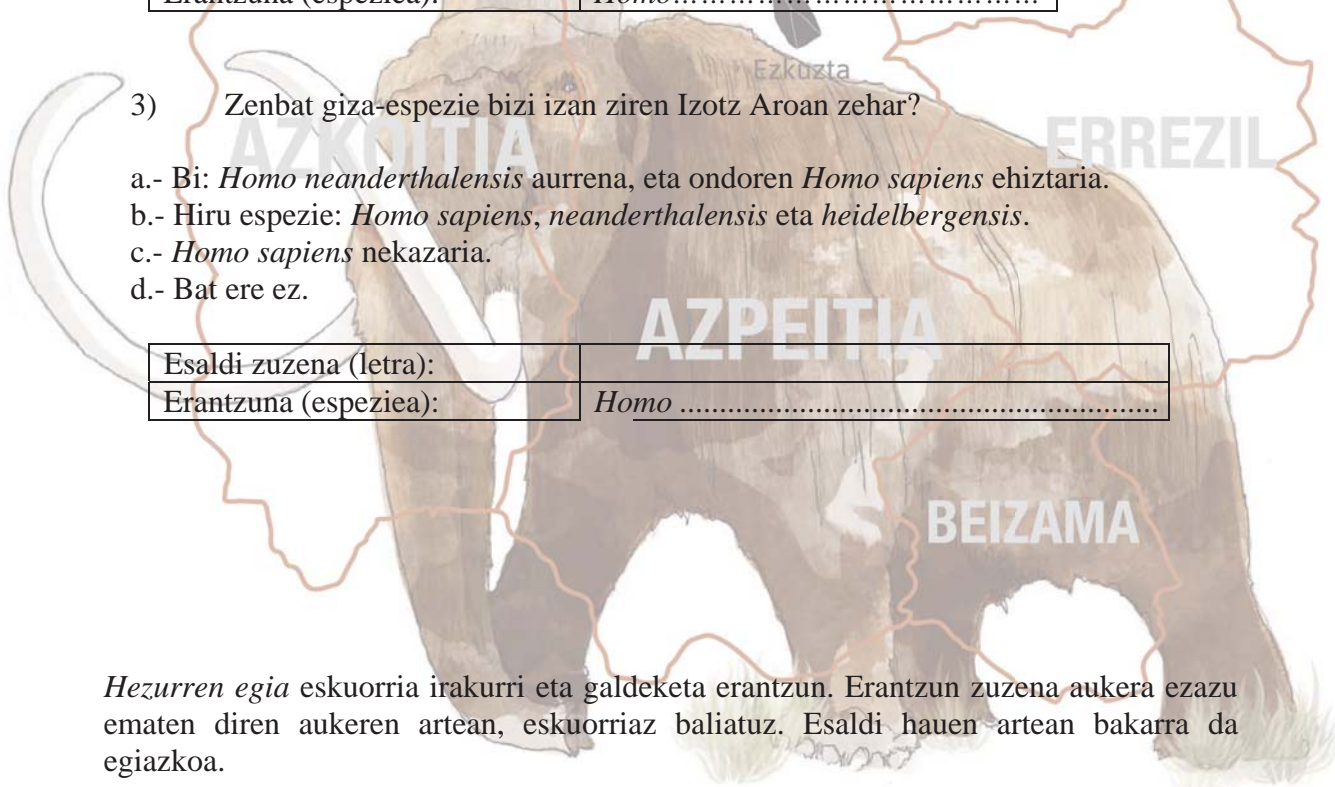 Erantzuna (espeziea): Homo……………………………………
Ezkuzta
3) Zenbat giza-espezie bizi izan ziren Izotz Aroan zehar?
AZKOITIA
ERREZIL
a.- Bi: Homo neanderthalensis aurrena, eta ondoren Homo sapiens ehiztaria.
b.- Hiru espezie: Homo sapiens, neanderthalensis eta heidelbergensis.
c.- Homo sapiens nekazaria.
d.- Bat ere ez.
AZPEITIA
Esaldi zuzena (letra):
Erantzuna (espeziea): Homo ............................................................
BEIZAMA
Hezurren egia eskuorria irakurri eta galdeketa erantzun. Erantzun zuzena aukera ezazu
ematen diren aukeren artean, eskuorriaz baliatuz. Esaldi hauen artean bakarra da
egiazkoa.